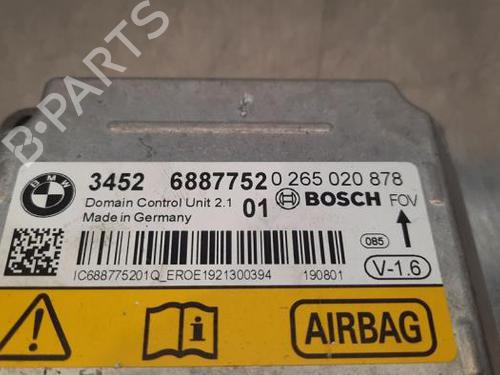 BMW
3452 6887752 0 265 020 878
Domain Control Unit 2.1 01 BOSCH FOV
Made in Germany
085
V-1.6
IC688775201Q_EROE1921300394 190801
AIRBAG
B-PARTS